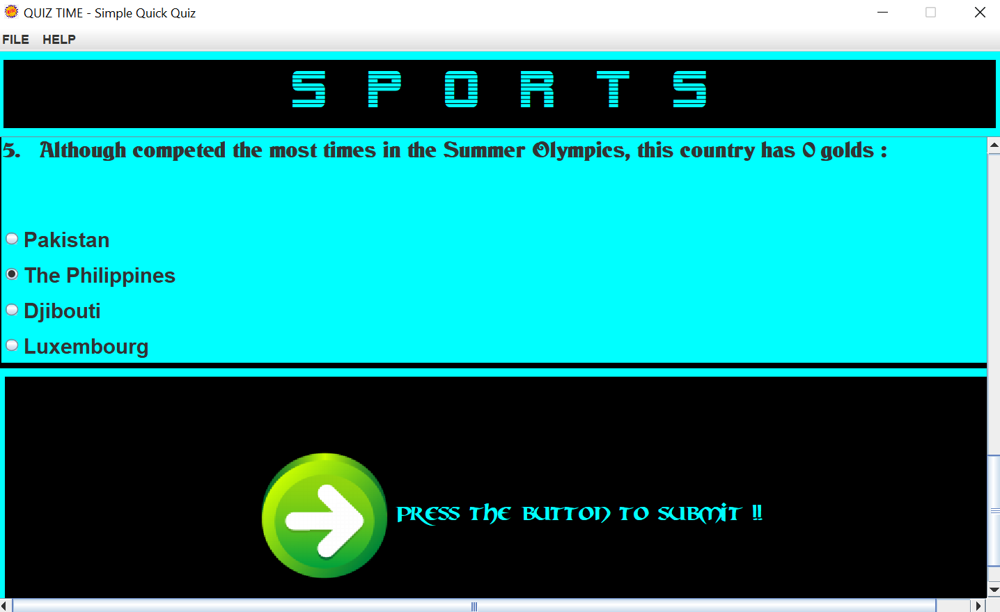 QUIZ TIME - Simple Quick Quiz
FILE HELP
SPORTS
5. Although competed the most times in the Summer Olympics, this country has 0 golds :
Pakistan
The Philippines
Djibouti
Luxembourg
PRESS THE BUTTON TO SUBMIT !!